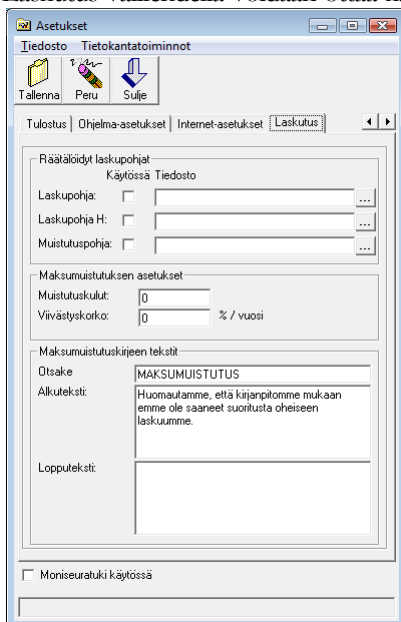 Asetukset
Tiedosto Tietokantatoiminnot
Tallenna Peru Sulje
Tulostus Ohjelma-asetukset Internet-asetukset Laskutus
Räätälöidyt laskupohjat
Käytössä Tiedosto
Laskupohja: ...
Laskupohja H: ...
Muistutuspohja: ...
Maksumuistutuksen asetukset
Muistutuskulut: 0
Viivästyskorko: 0 % / vuosi
Maksumuistutuskirjeen tekstit
Otsake MAKSUMUISTUTUS
Alkuteksti: Huomautamme, että kirjanpitomme mukaan
emme ole saaneet suoritusta oheiseen
laskuumme.
Lopputeksti:
Moniseuratuki käytössä